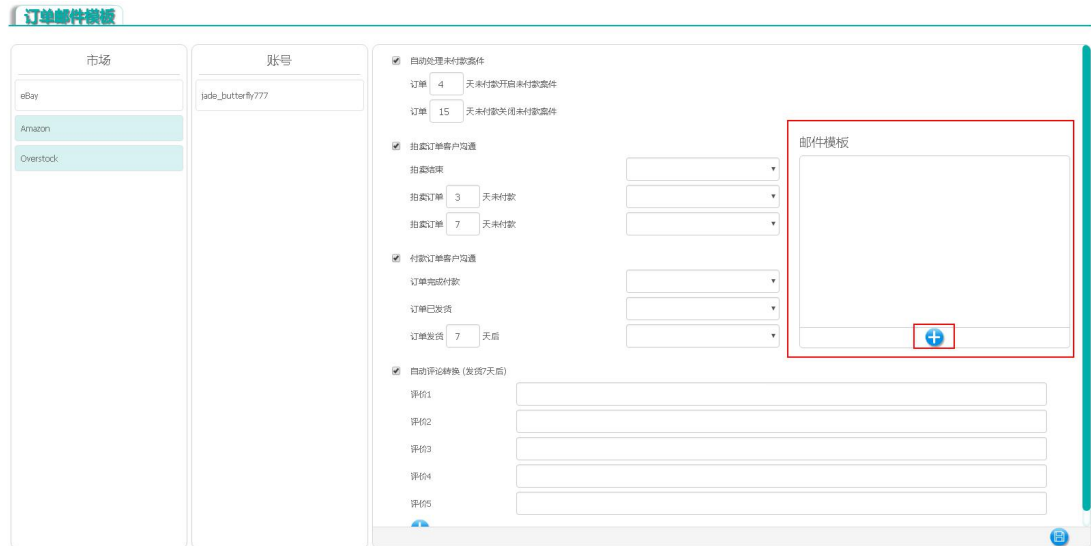 订单邮件模板
市场
eBay
Amazon
Overstock
账号
jade_butterfly777
自动处理未付款案件
订单 4 天未付款开启未付款案件
订单 15 天未付款关闭未付款案件
拍卖订单客户沟通
拍卖结束
拍卖订单 3 天未付款
拍卖订单 7 天未付款
付款订单客户沟通
订单完成付款
订单已发货
订单发货 7 天后
邮件模板
自动评论转换 (发货7天后)
评价1
评价2
评价3
评价4
评价5